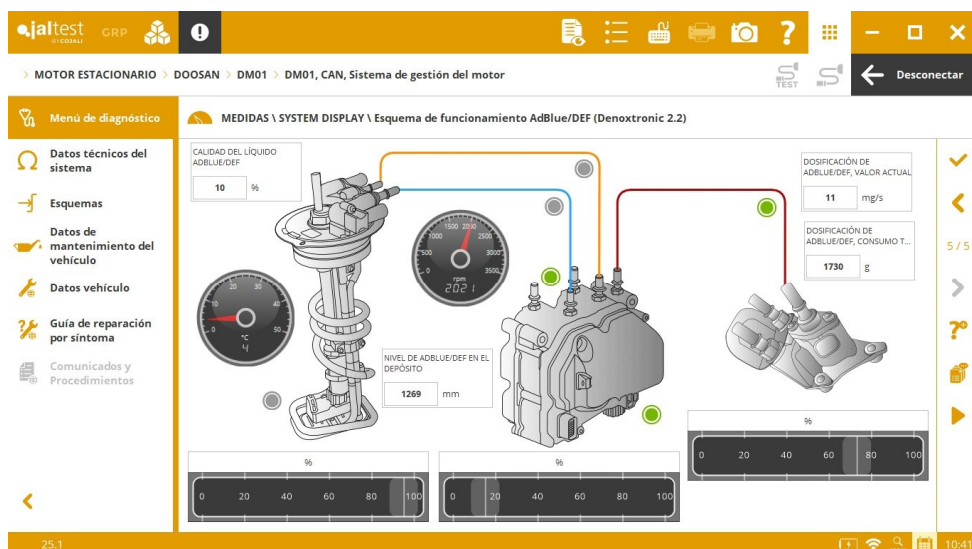 jaltest GRP
BY COJALI
TEST
> MOTOR ESTACIONARIO > DOOSAN > DM01 > DM01, CAN, Sistema de gestión del motor
Desconectar
Menú de diagnóstico
Datos técnicos del
sistema
Esquemas
Datos de
mantenimiento del
vehículo
Datos vehículo
Guía de reparación
por síntoma
Comunicados y
Procedimientos
MEDIDAS \ SYSTEM DISPLAY \ Esquema de funcionamiento AdBlue/DEF (Denoxtronic 2.2)
CALIDAD DEL LÍQUIDO
ADBLUE/DEF
10 %
0 500 1000 1500 2000 2500 3000 3500
rpm
2021
0 10 20 30 40 50
°C
4
NIVEL DE ADBLUE/DEF EN EL
DEPÓSITO
1269 mm
DOSIFICACIÓN DE
ADBLUE/DEF, VALOR ACTUAL
11 mg/s
DOSIFICACIÓN DE
ADBLUE/DEF, CONSUMO T...
1730 g
5 / 5
%
0 20 40 60 80 100
%
0 20 40 60 80 100
%
0 20 40 60 80 100
25.1
10:41